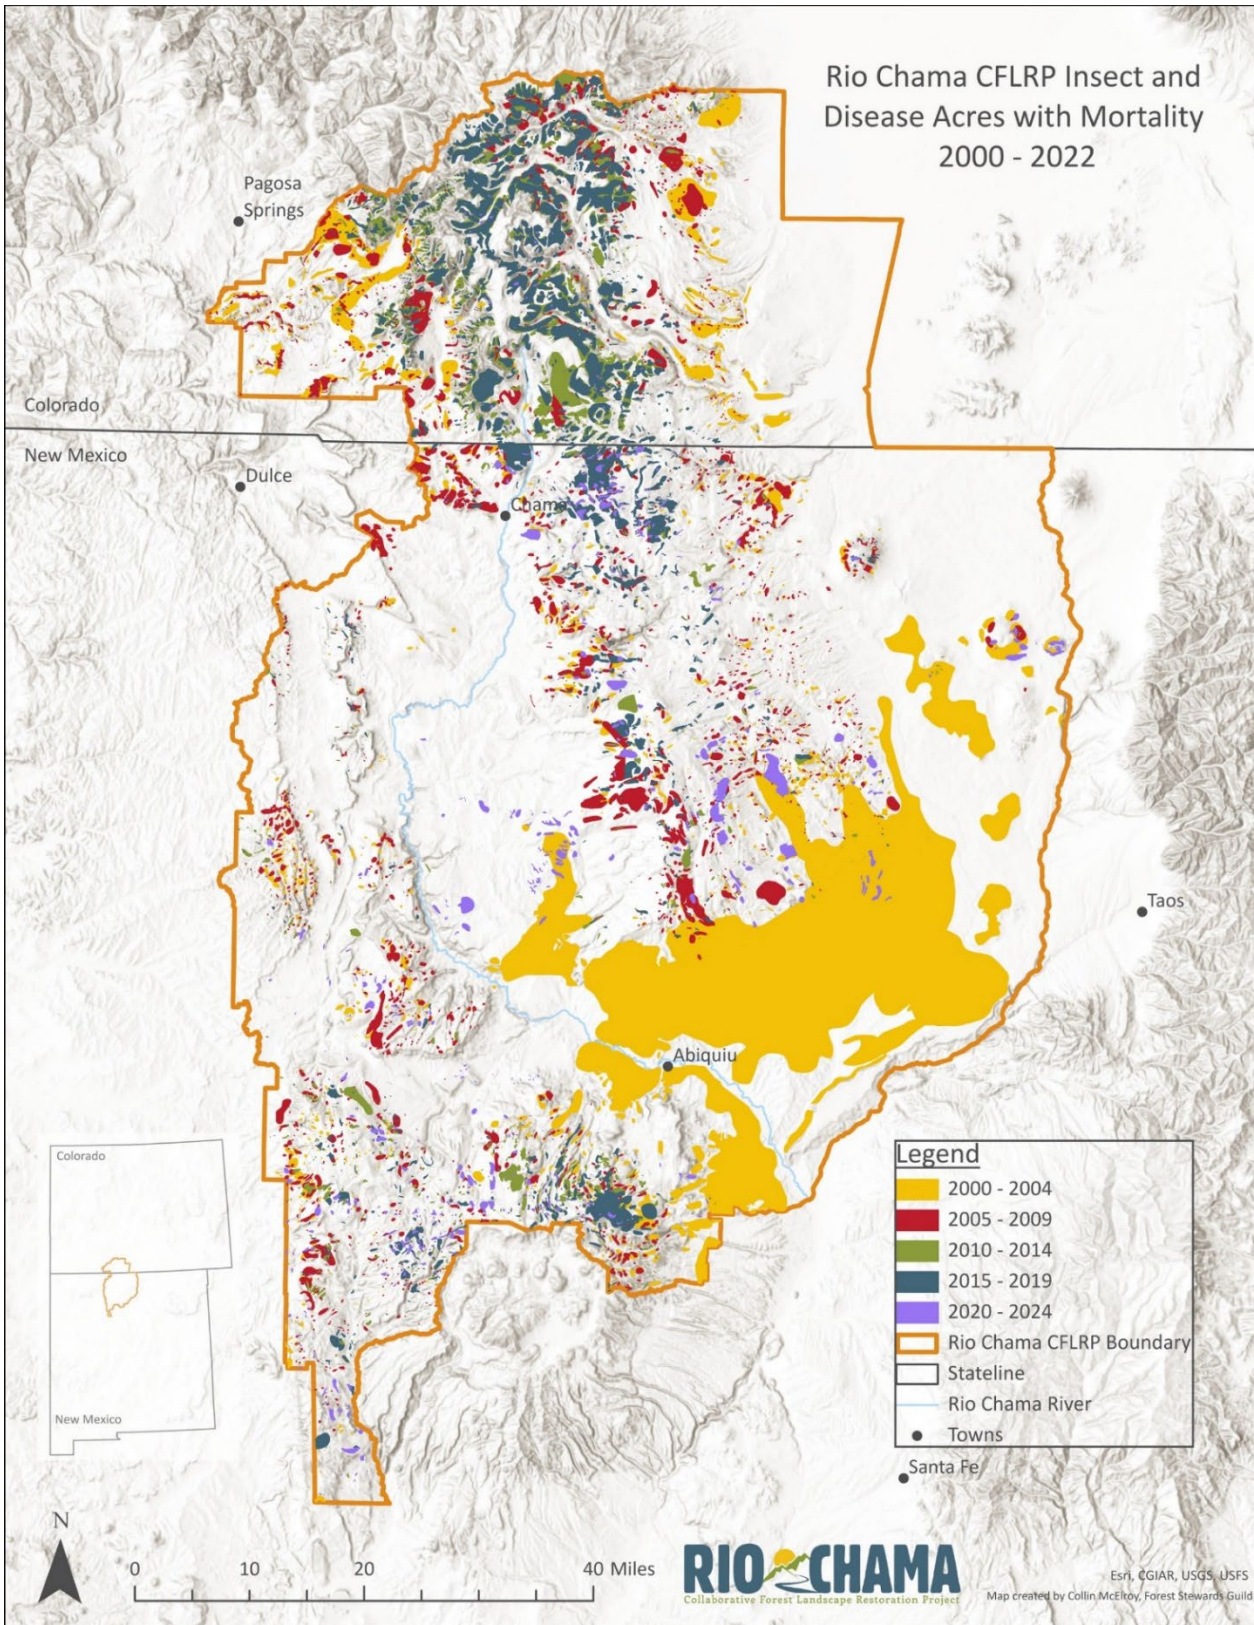 Rio Chama CFLRP Insect and
Disease Acres with Mortality
2000 - 2022
Pagosa
Springs
Colorado
New Mexico
Dulce
Chama
Taos
Abiquiu
Legend
2000 - 2004
2005 - 2009
2010 - 2014
2015 - 2019
2020 - 2024
Rio Chama CFLRP Boundary
Stateline
Rio Chama River
Towns
Santa Fe
Colorado
New Mexico
N
0 10 20 40 Miles
RIO CHAMA
Collaborative Forest Landscape Restoration Project
Esri, CGIAR, USGS, USFS
Map created by Collin McElroy, Forest Stewards Guild